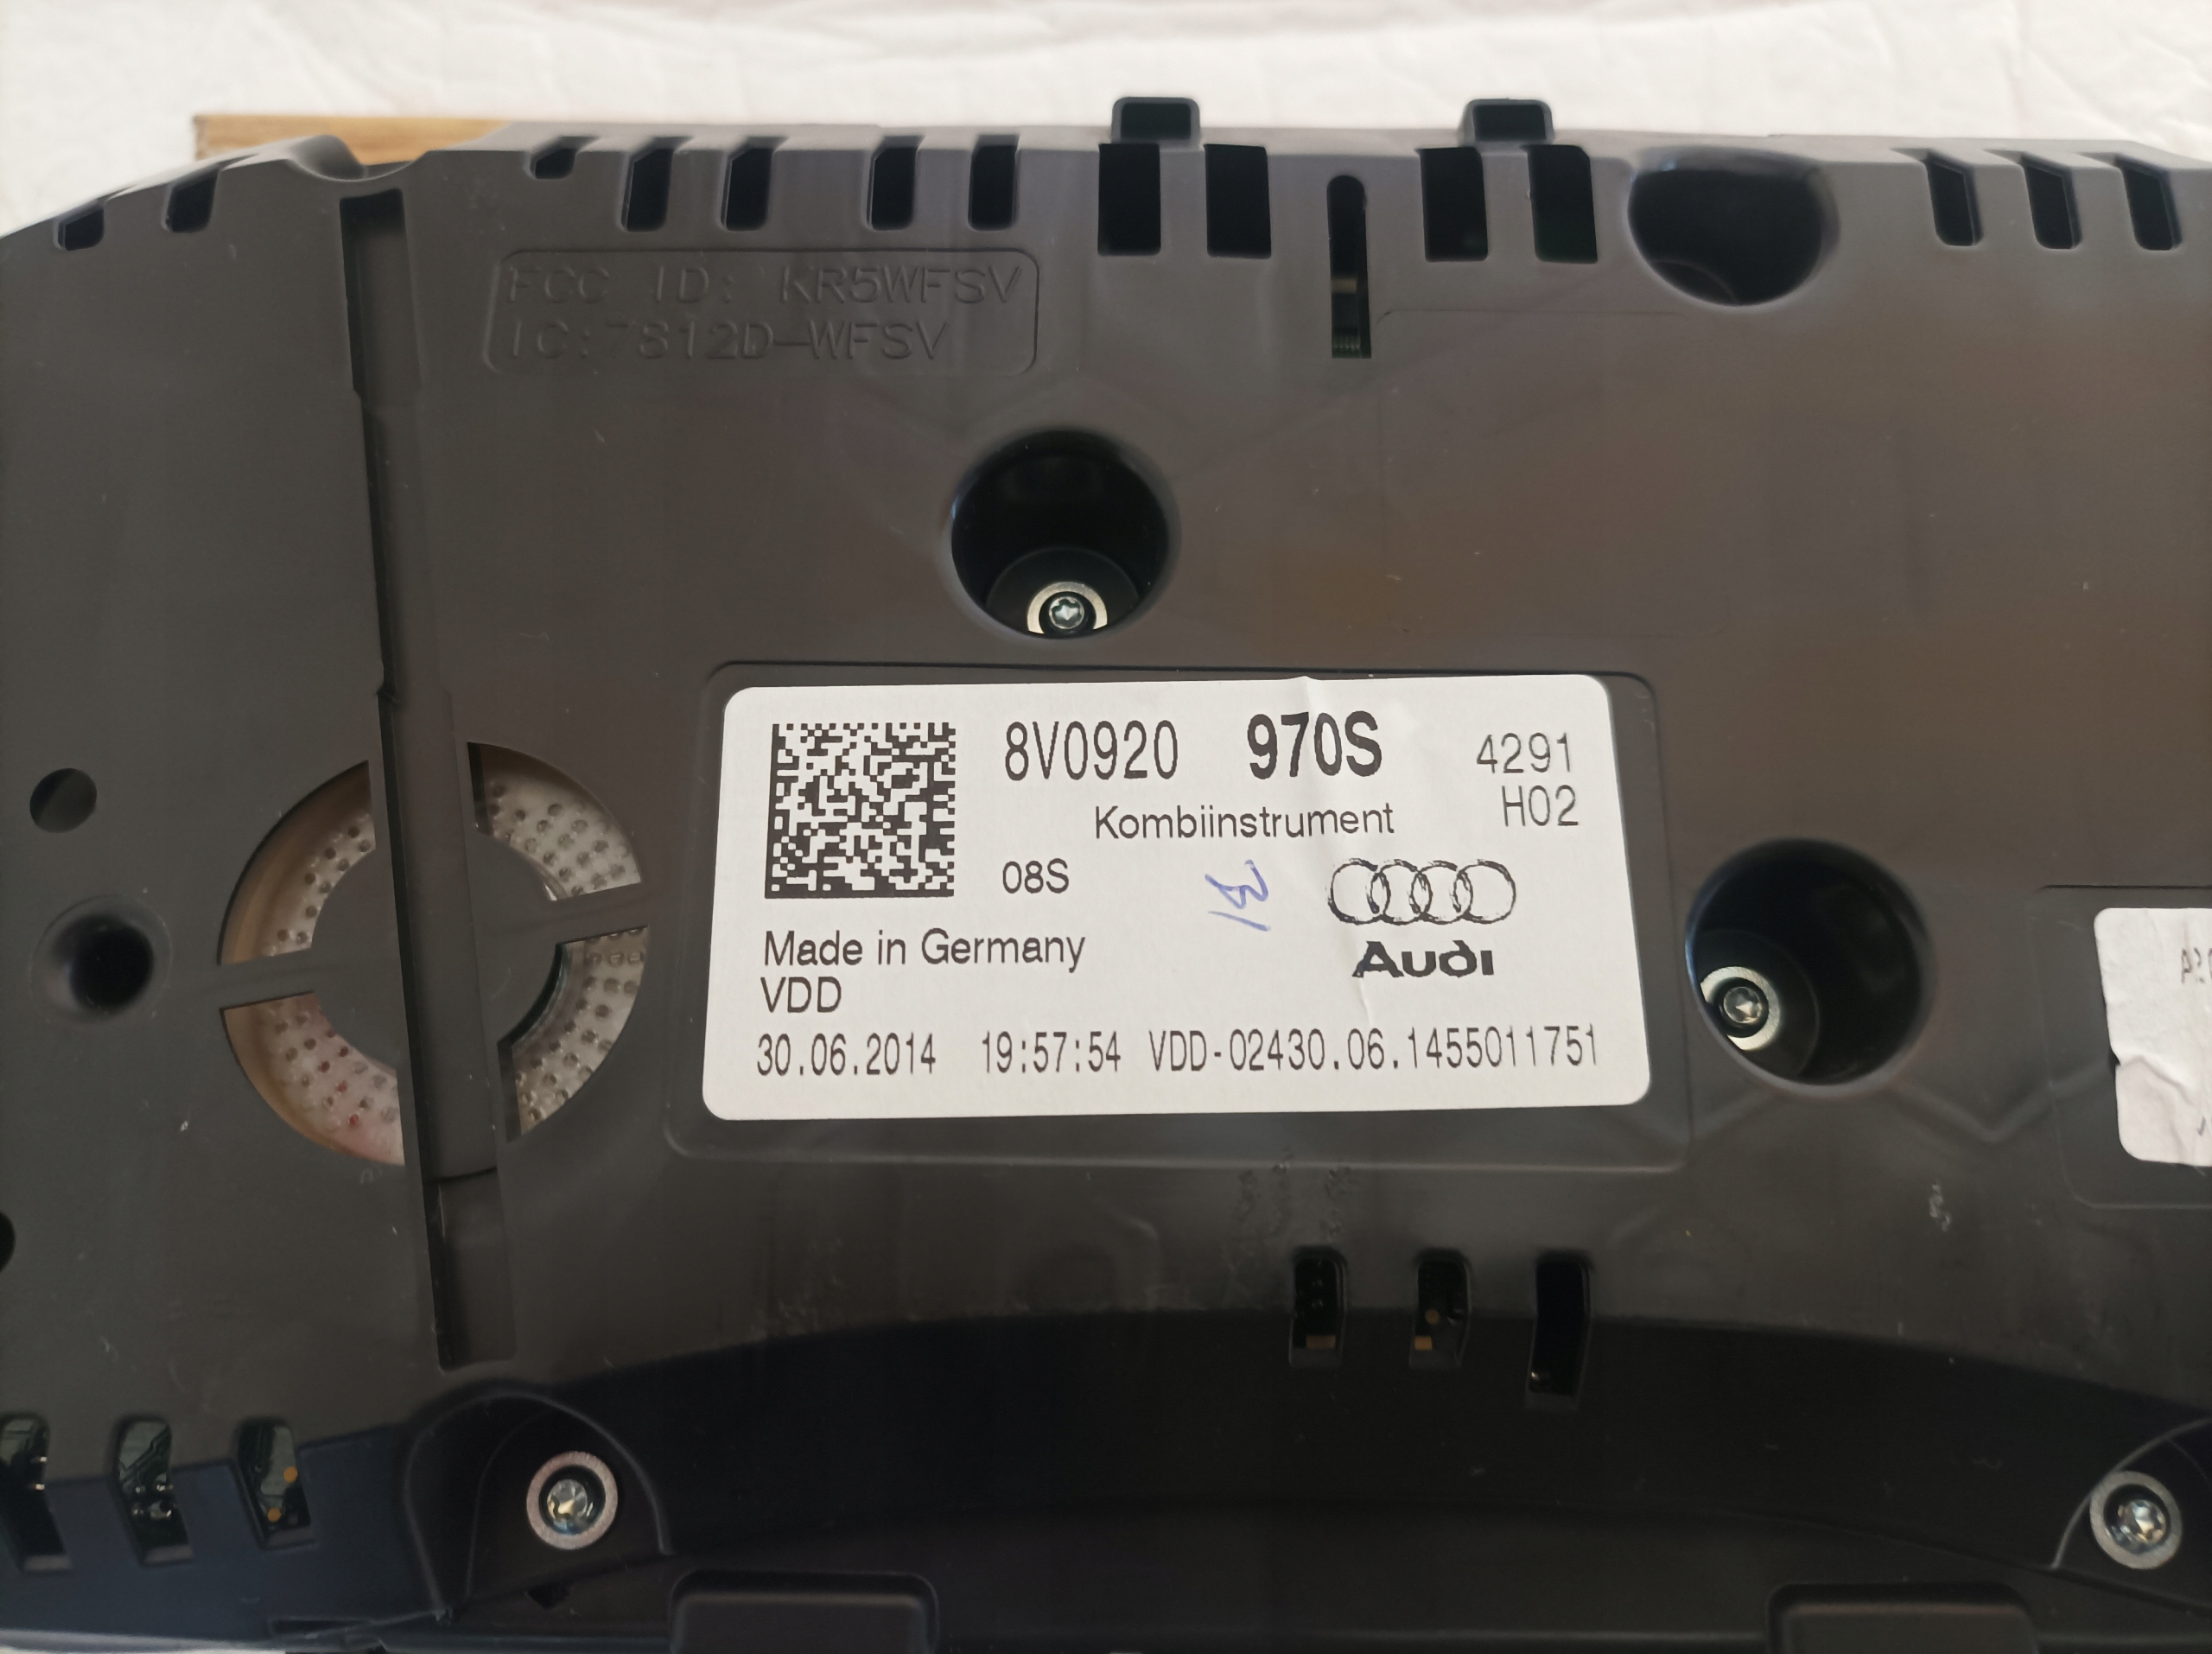 FCC ID: KR5WFSV
IC:7812D-WFSV
8V0920 970S 4291
Kombiinstrument H02
08S
Audi
Made in Germany
VDD
30.06.2014 19:57:54 VDD-02430.06.1455011751